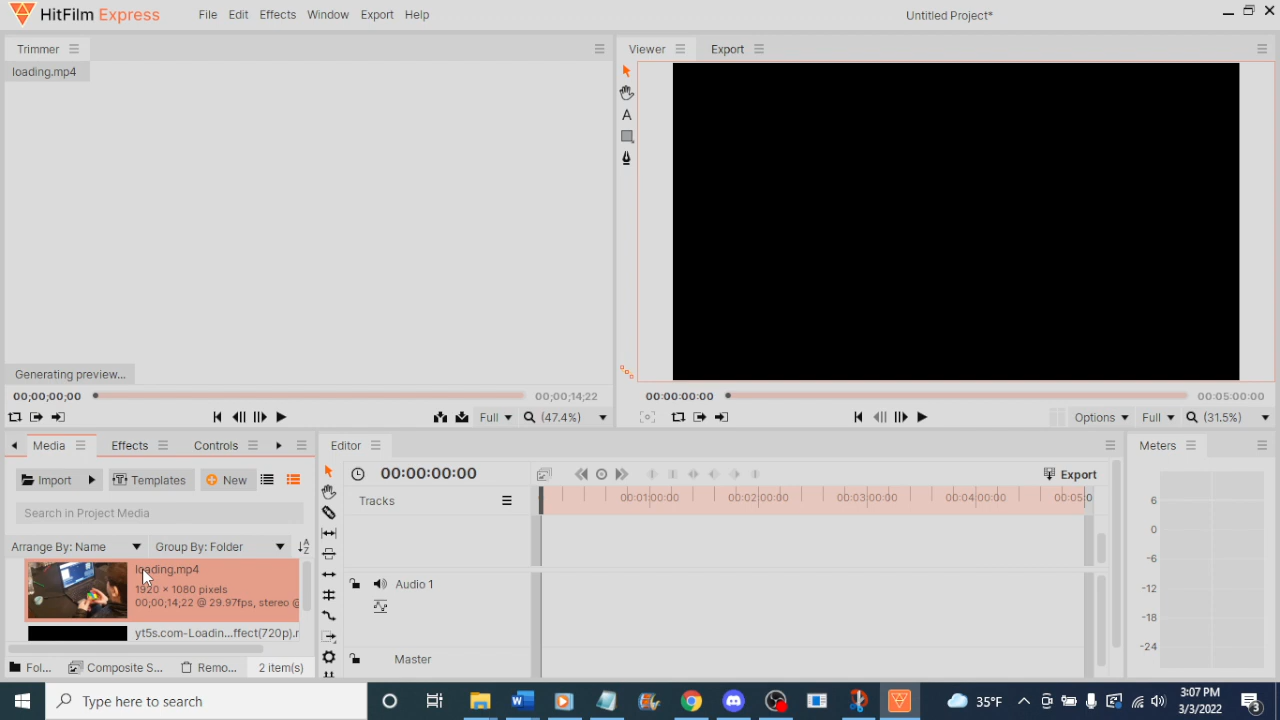 HitFilm Express File Edit Effects Window Export Help Untitled Project*
Trimmer Viewer Export
loading.mp4
A
Generating preview...
00;00;00;00 00;00;14;22 00:00:00:00 00:05:00:00
Full (47.4%) Options Full (31.5%)
Media Effects Controls Editor Meters
Import Templates New 00:00:00:00 Export
Search in Project Media Tracks 00:01:00:00 00:02:00:00 00:03:00:00 00:04:00:00 00:05:0
Arrange By: Name Group By: Folder A Z
loading.mp4 Audio 1
1920 × 1080 pixels
00;00;14;22 @ 29.97fps, stereo @
yt5s.com-Loadin...ffect(720p).r
Fol... Composite S... Remo... 2 item(s) Master
6
0
-6
-12
-18
-24
Type here to search 35°F 3:07 PM
3/3/2022
3